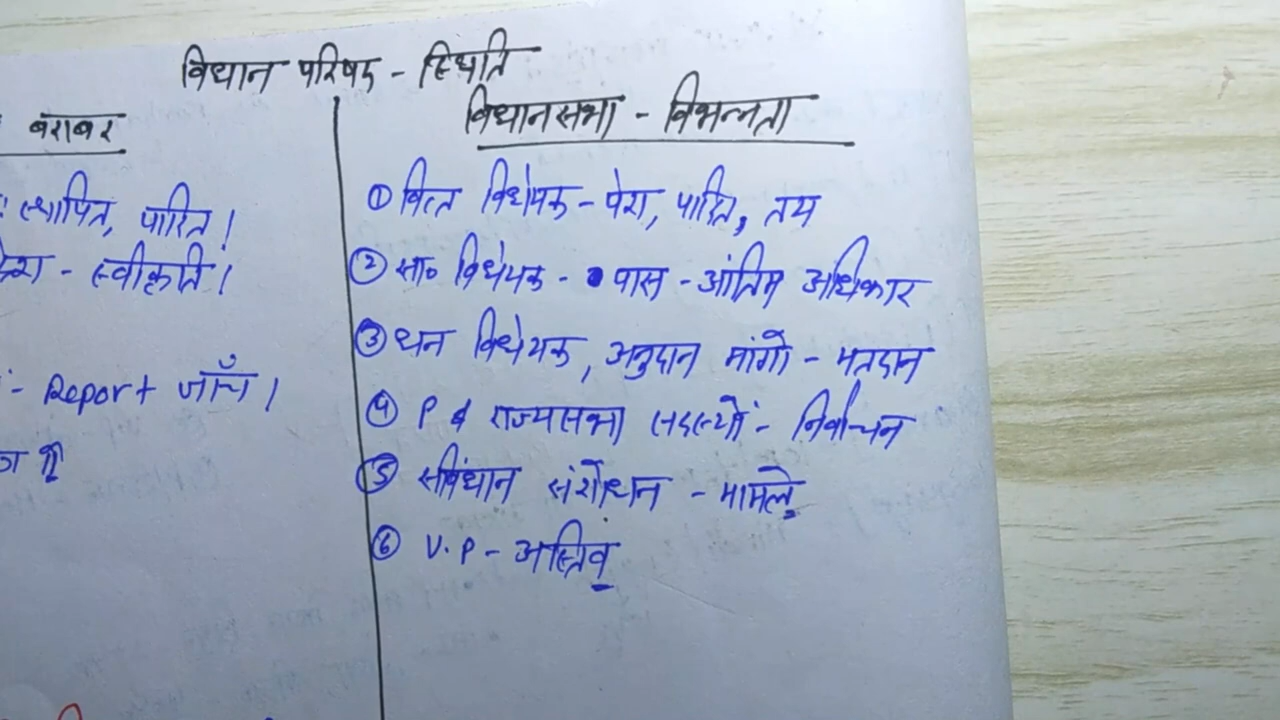 विधान परिषद - स्थिति
बराबर
स्थापित, पारित।
- स्वीकृति।
- Report जाँच।
विधानसभा - विभिन्नता
① वित्त विधेयक - पेश, पारित, तय
② सा० विधेयक - पास - अंतिम अधिकार
③ धन विधेयक, अनुदान मांगो - मतदान
④ P & राज्यसभा सदस्यों - निर्वाचन
⑤ संविधान संशोधन - मामले
⑥ V.P - अस्तित्व